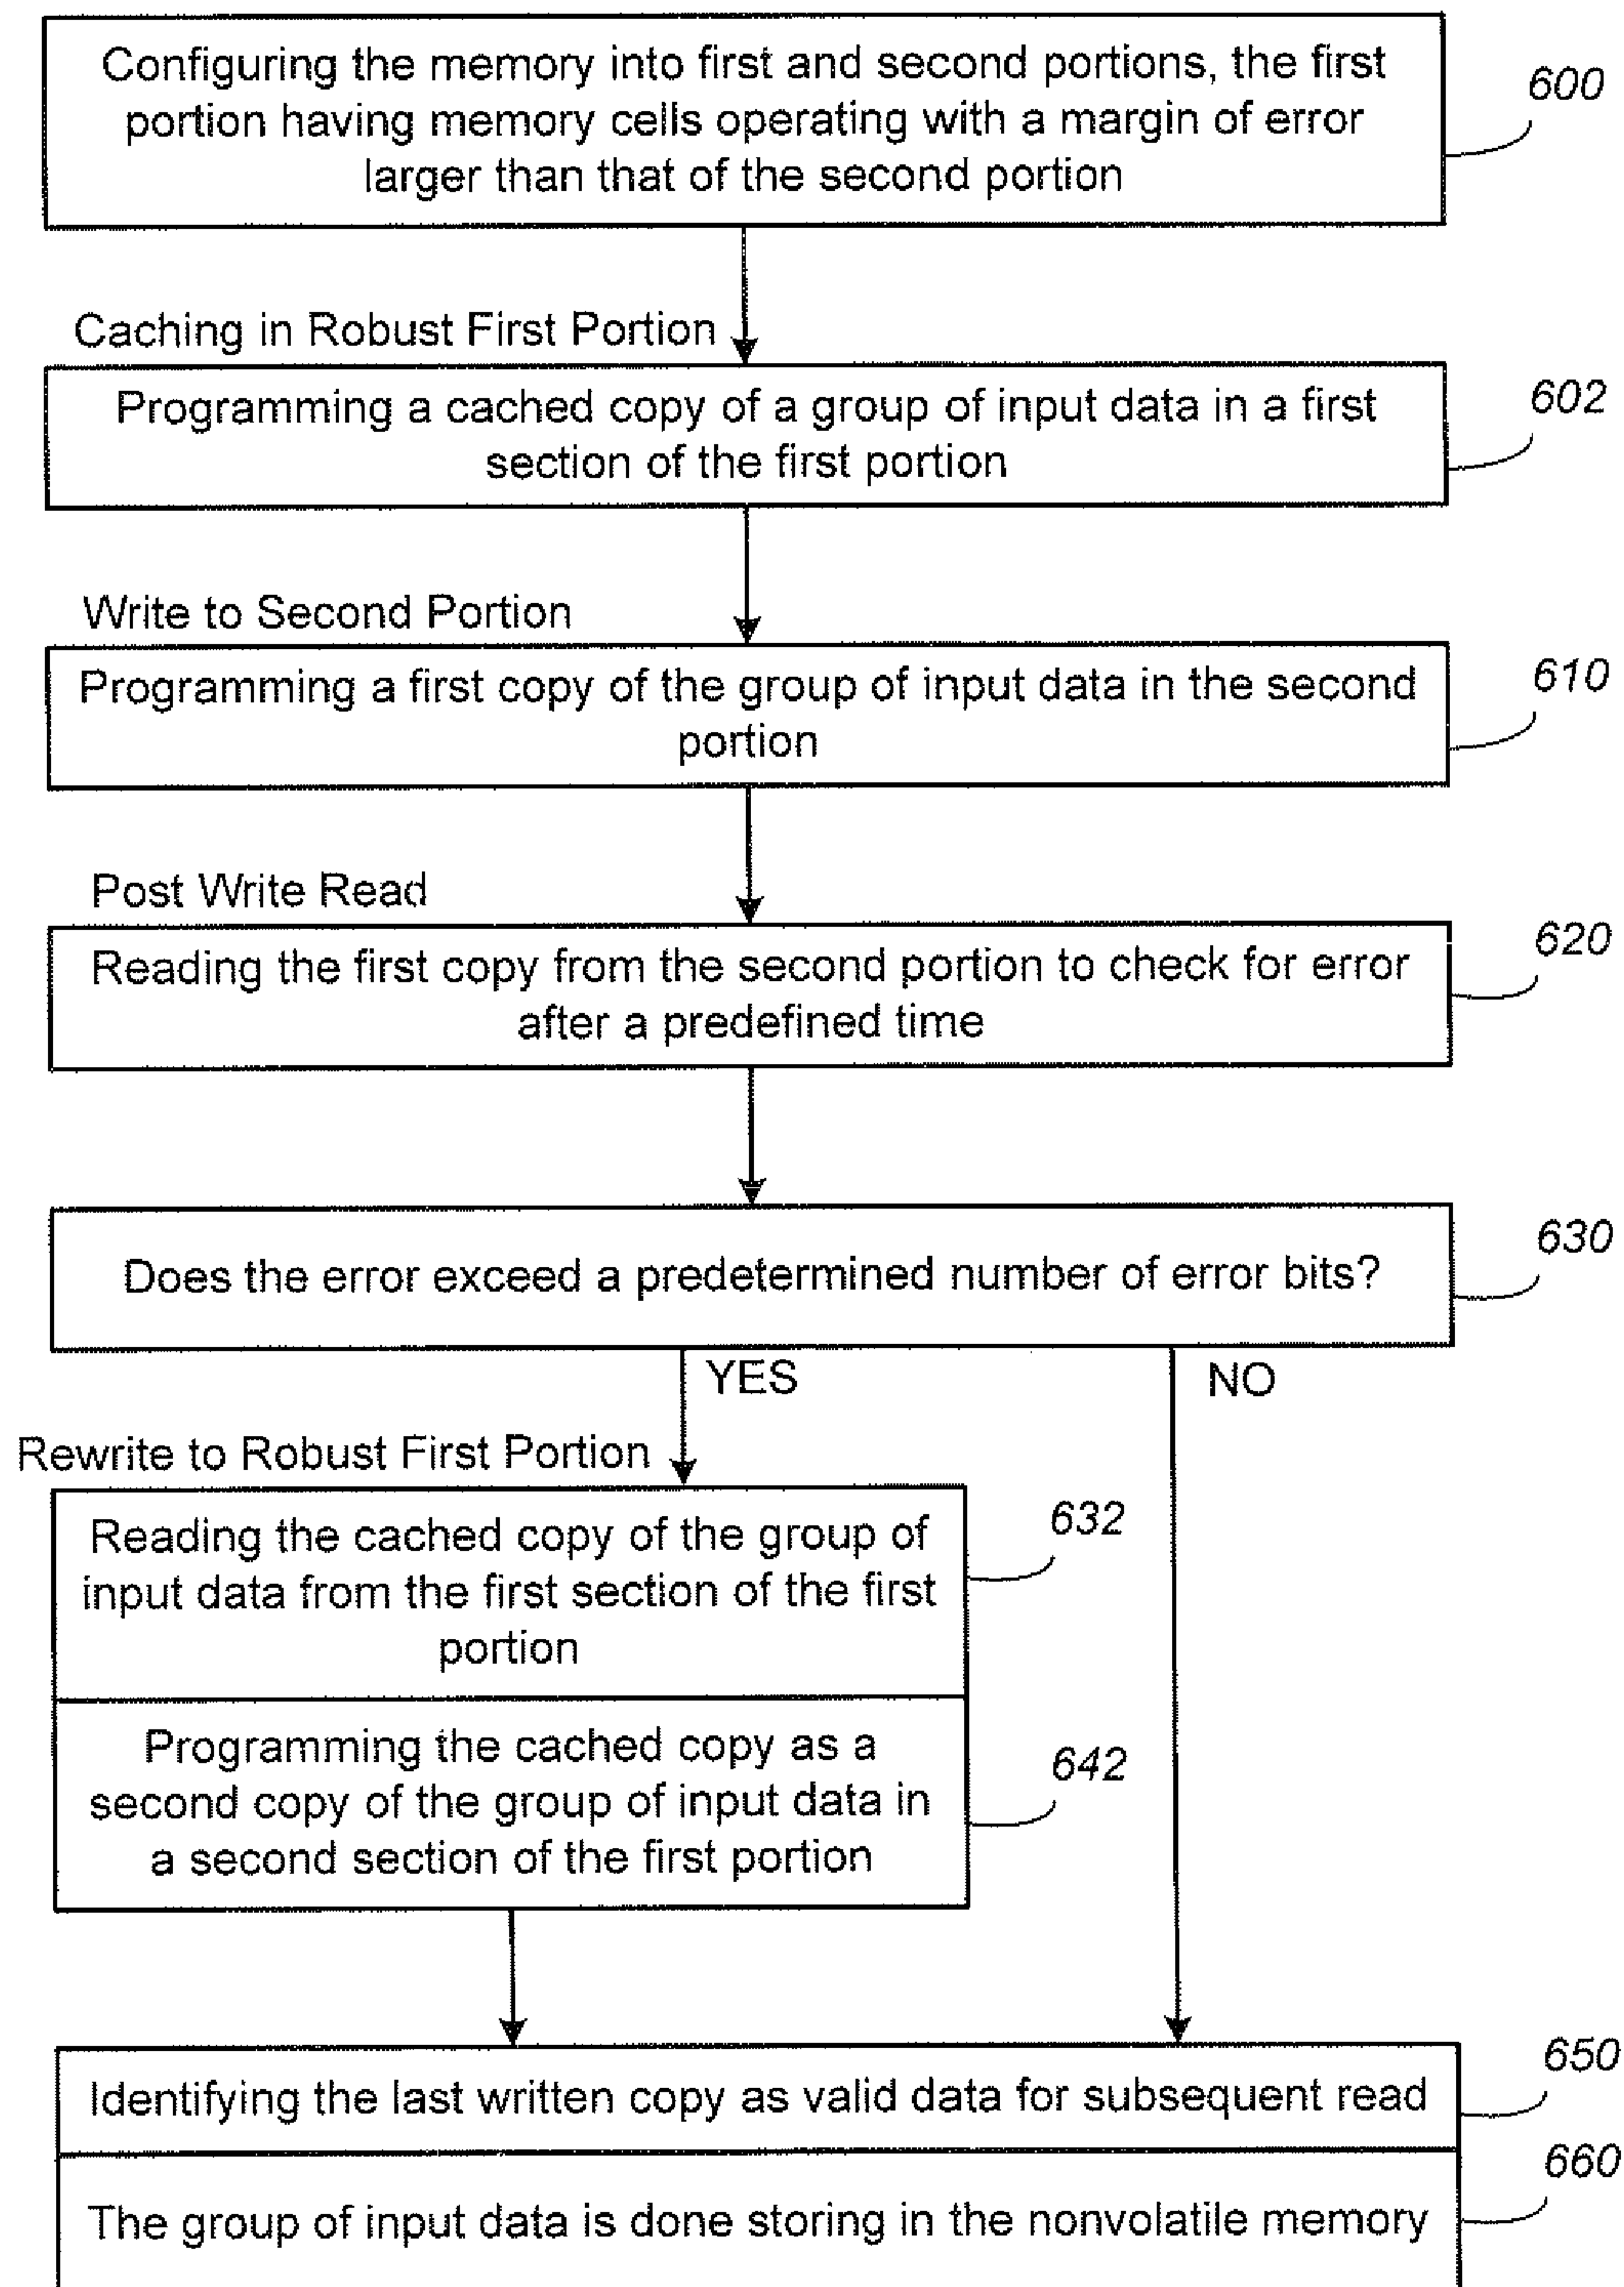 Configuring the memory into first and second portions, the first
portion having memory cells operating with a margin of error
larger than that of the second portion
600
Caching in Robust First Portion
Programming a cached copy of a group of input data in a first
section of the first portion
602
Write to Second Portion
Programming a first copy of the group of input data in the second
portion
610
Post Write Read
Reading the first copy from the second portion to check for error
after a predefined time
620
Does the error exceed a predetermined number of error bits?
630
YES
NO
Rewrite to Robust First Portion
Reading the cached copy of the group of
input data from the first section of the first
portion
632
Programming the cached copy as a
second copy of the group of input data in
a second section of the first portion
642
Identifying the last written copy as valid data for subsequent read
650
The group of input data is done storing in the nonvolatile memory
660